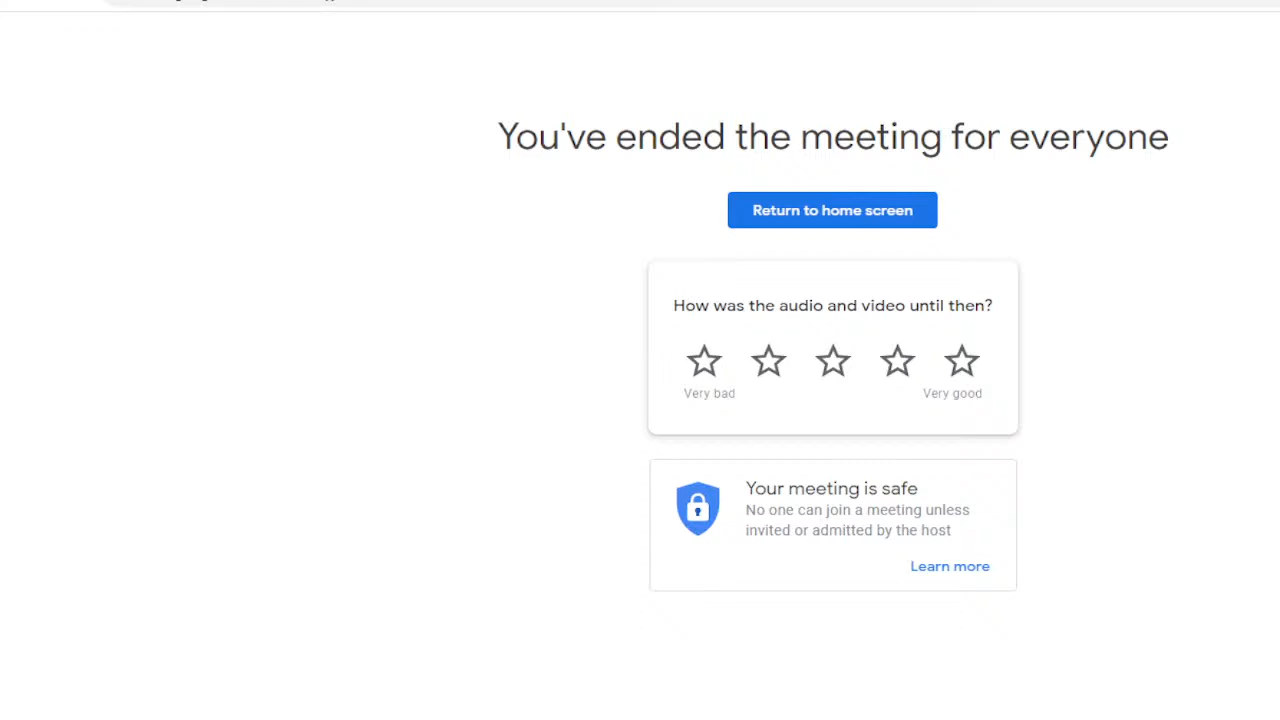 You've ended the meeting for everyone
Return to home screen
How was the audio and video until then?
Very bad
Very good
Your meeting is safe
No one can join a meeting unless
invited or admitted by the host
Learn more